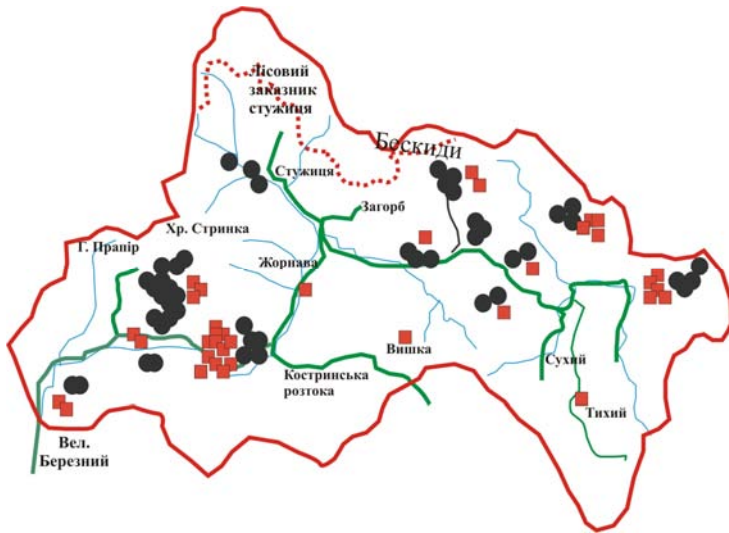 Лісовий
заказник
стужиця
Бескиди
Стужиця
Загорб
Хр. Стринка
Г. Прапір
Жорнава
Вишка
Сухий
Костринська
розтока
Тихий
Вел.
Березний